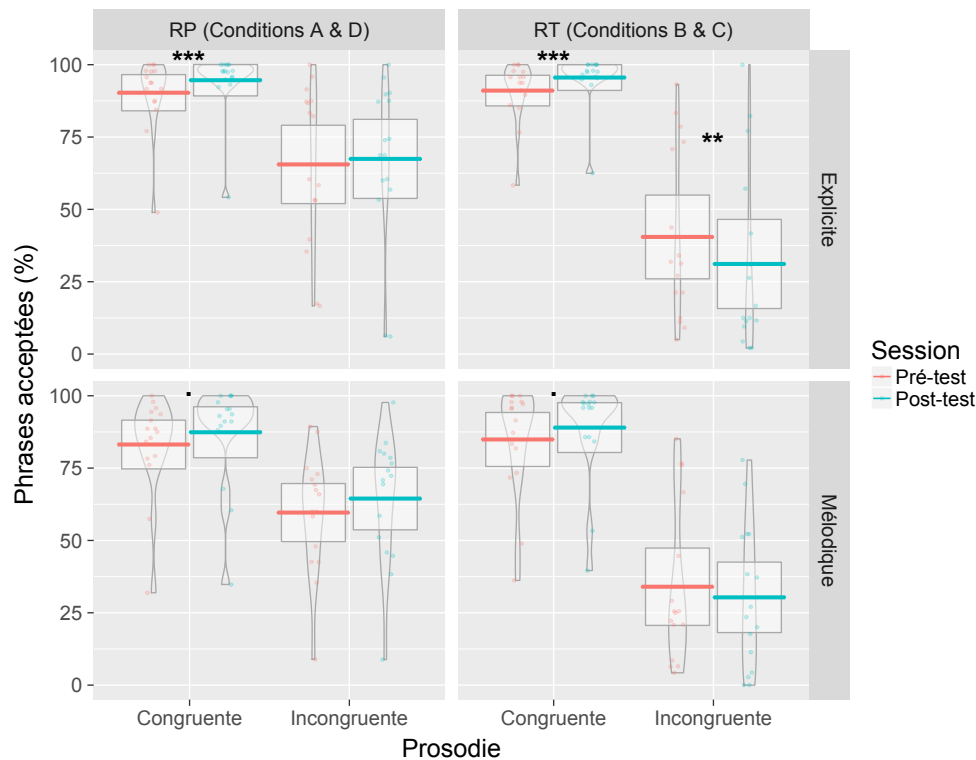 RP (Conditions A & D)
RT (Conditions B & C)
Phrases acceptées (%)
100
75
50
25
0
***
***
**
Explicite
100
75
50
25
0
.
.
Mélodique
Session
Pré-test
Post-test
Congruente
Incongruente
Congruente
Incongruente
Prosodie